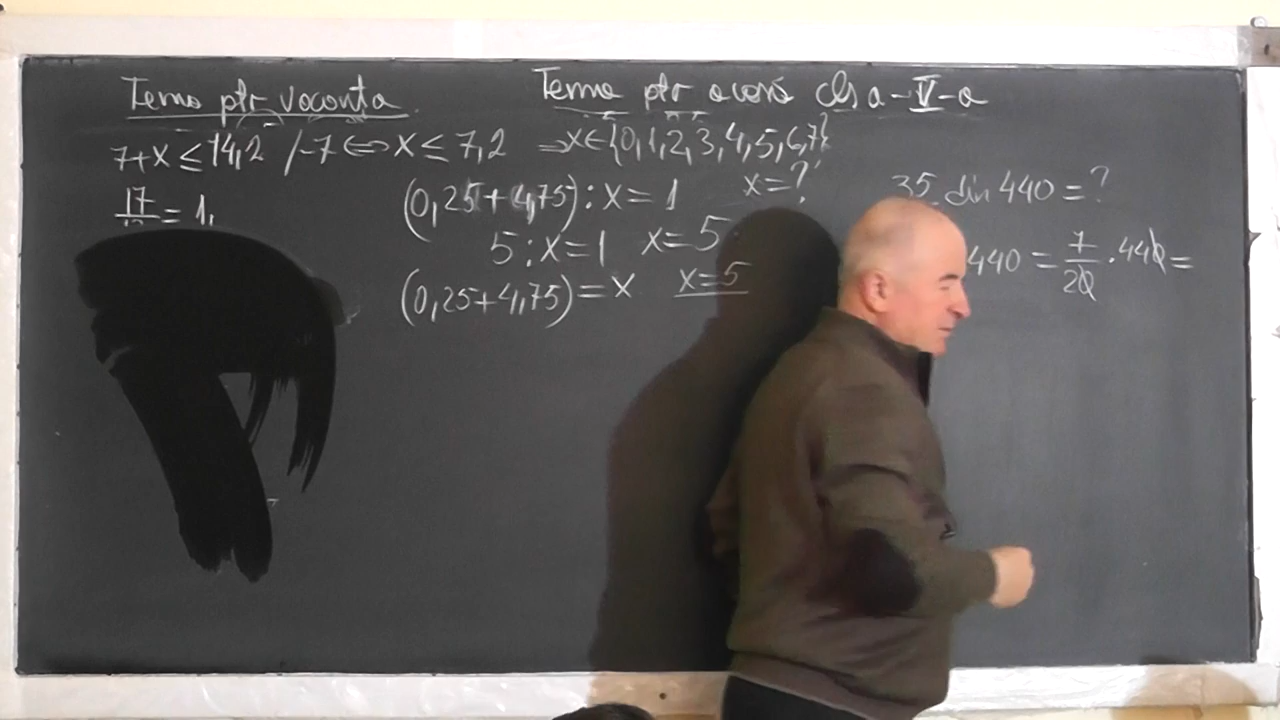 Tema ptr vacanta
Tema ptr acasă cls a-V-a
7+x ≤ 14,2 /-7 ⇔ x ≤ 7,2 ⇒ x∈{0,1,2,3,4,5,6,7}
17
= 1,
(0,25+4,75):x=1 x=?
5:x=1 x=5
(0,25+4,75)=x x=5
35 din 440=?
440 = 7/20 · 440 =